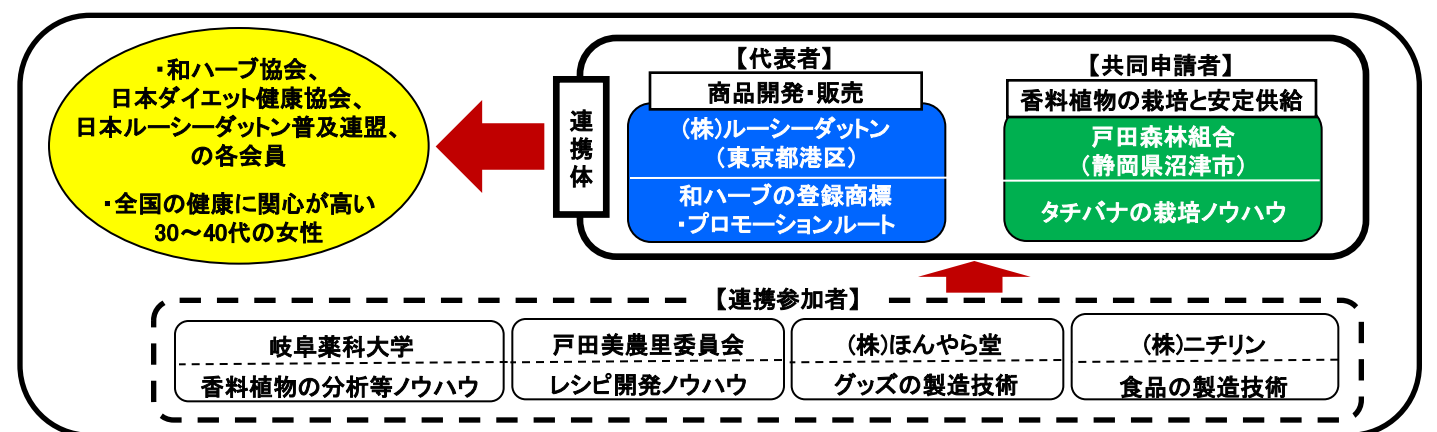 ・和ハーブ協会、
日本ダイエット健康協会、
日本ルーシーダットン普及連盟、
の各会員
・全国の健康に関心が高い
30～40代の女性
連携体
【代表者】
商品開発・販売
(株)ルーシーダットン
(東京都港区)
和ハーブの登録商標
・プロモーションルート
【共同申請者】
香料植物の栽培と安定供給
戸田森林組合
(静岡県沼津市)
タチバナの栽培ノウハウ
【連携参加者】
岐阜薬科大学
香料植物の分析等ノウハウ
戸田美農里委員会
レシピ開発ノウハウ
(株)ほんやら堂
グッズの製造技術
(株)ニチリン
食品の製造技術